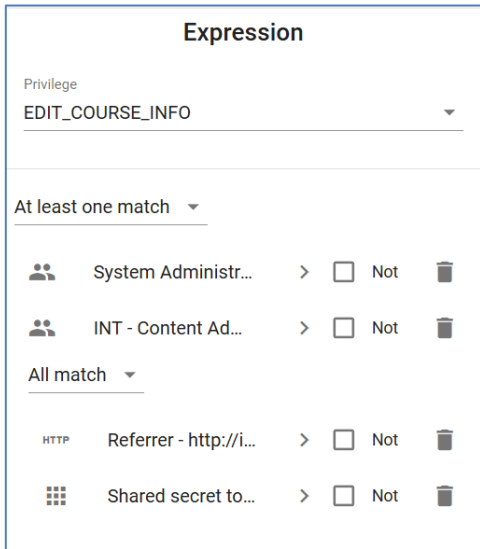 Expression
Privilege
EDIT_COURSE_INFO
At least one match
System Administr... Not
INT - Content Ad... Not
All match
HTTP Referrer - http://i... Not
Shared secret to... Not